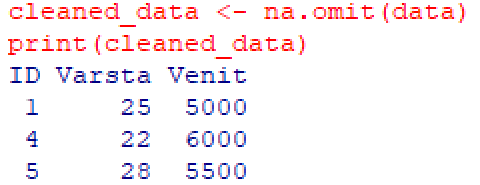 cleaned_data <- na.omit(data)
print(cleaned_data)
ID Varsta Venit
1 25 5000
4 22 6000
5 28 5500